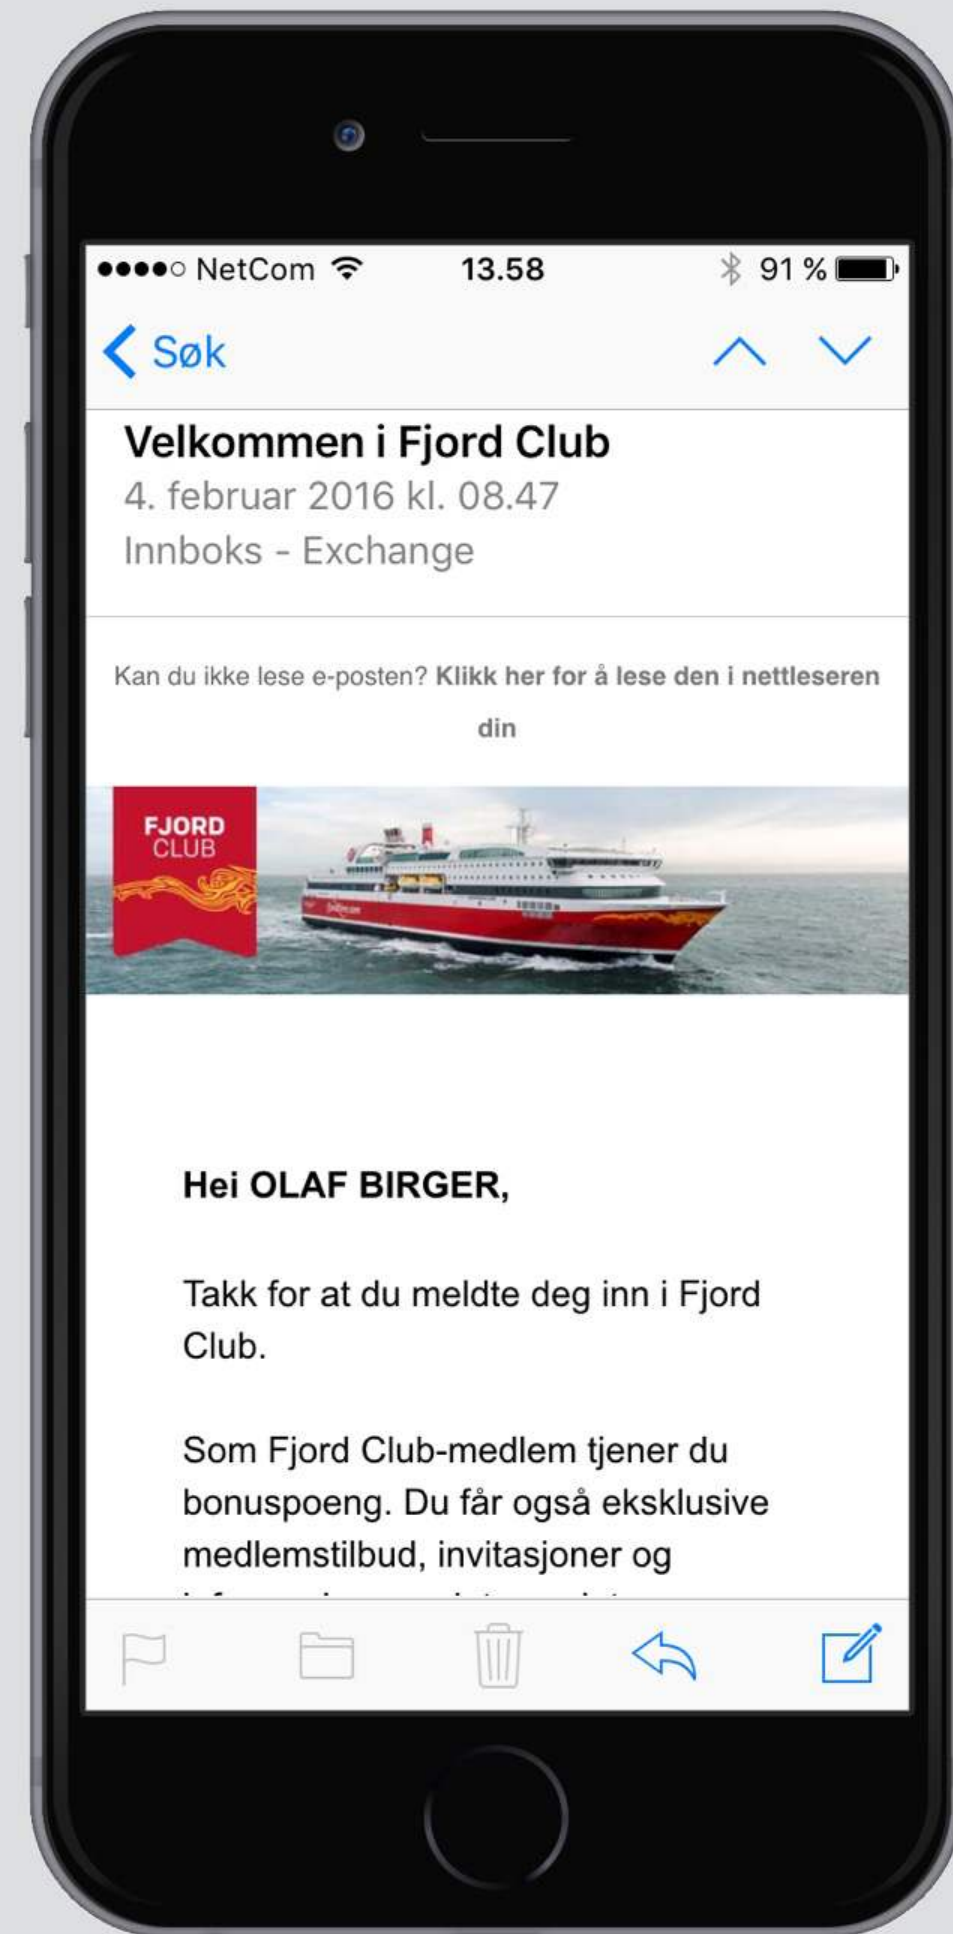 NetCom 13.58 91 %
Søk
Velkommen i Fjord Club
4. februar 2016 kl. 08.47
Innboks - Exchange
Kan du ikke lese e-posten? Klikk her for å lese den i nettleseren
din
FJORD
CLUB
Hei OLAF BIRGER,
Takk for at du meldte deg inn i Fjord
Club.
Som Fjord Club-medlem tjener du
bonuspoeng. Du får også eksklusive
medlemstilbud, invitasjoner og